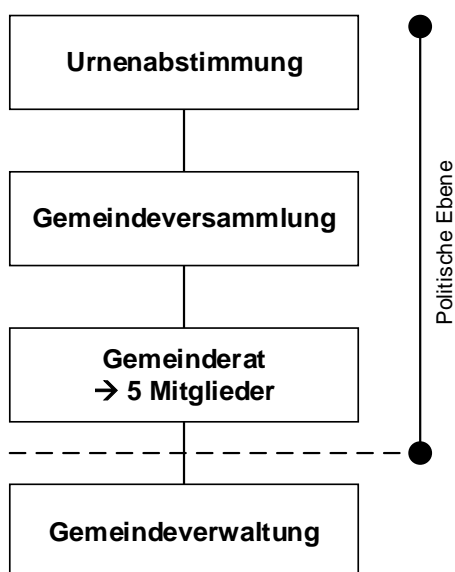 Urnenabstimmung
Gemeindeversammlung
Gemeinderat
→ 5 Mitglieder
Gemeindeverwaltung
Politische Ebene